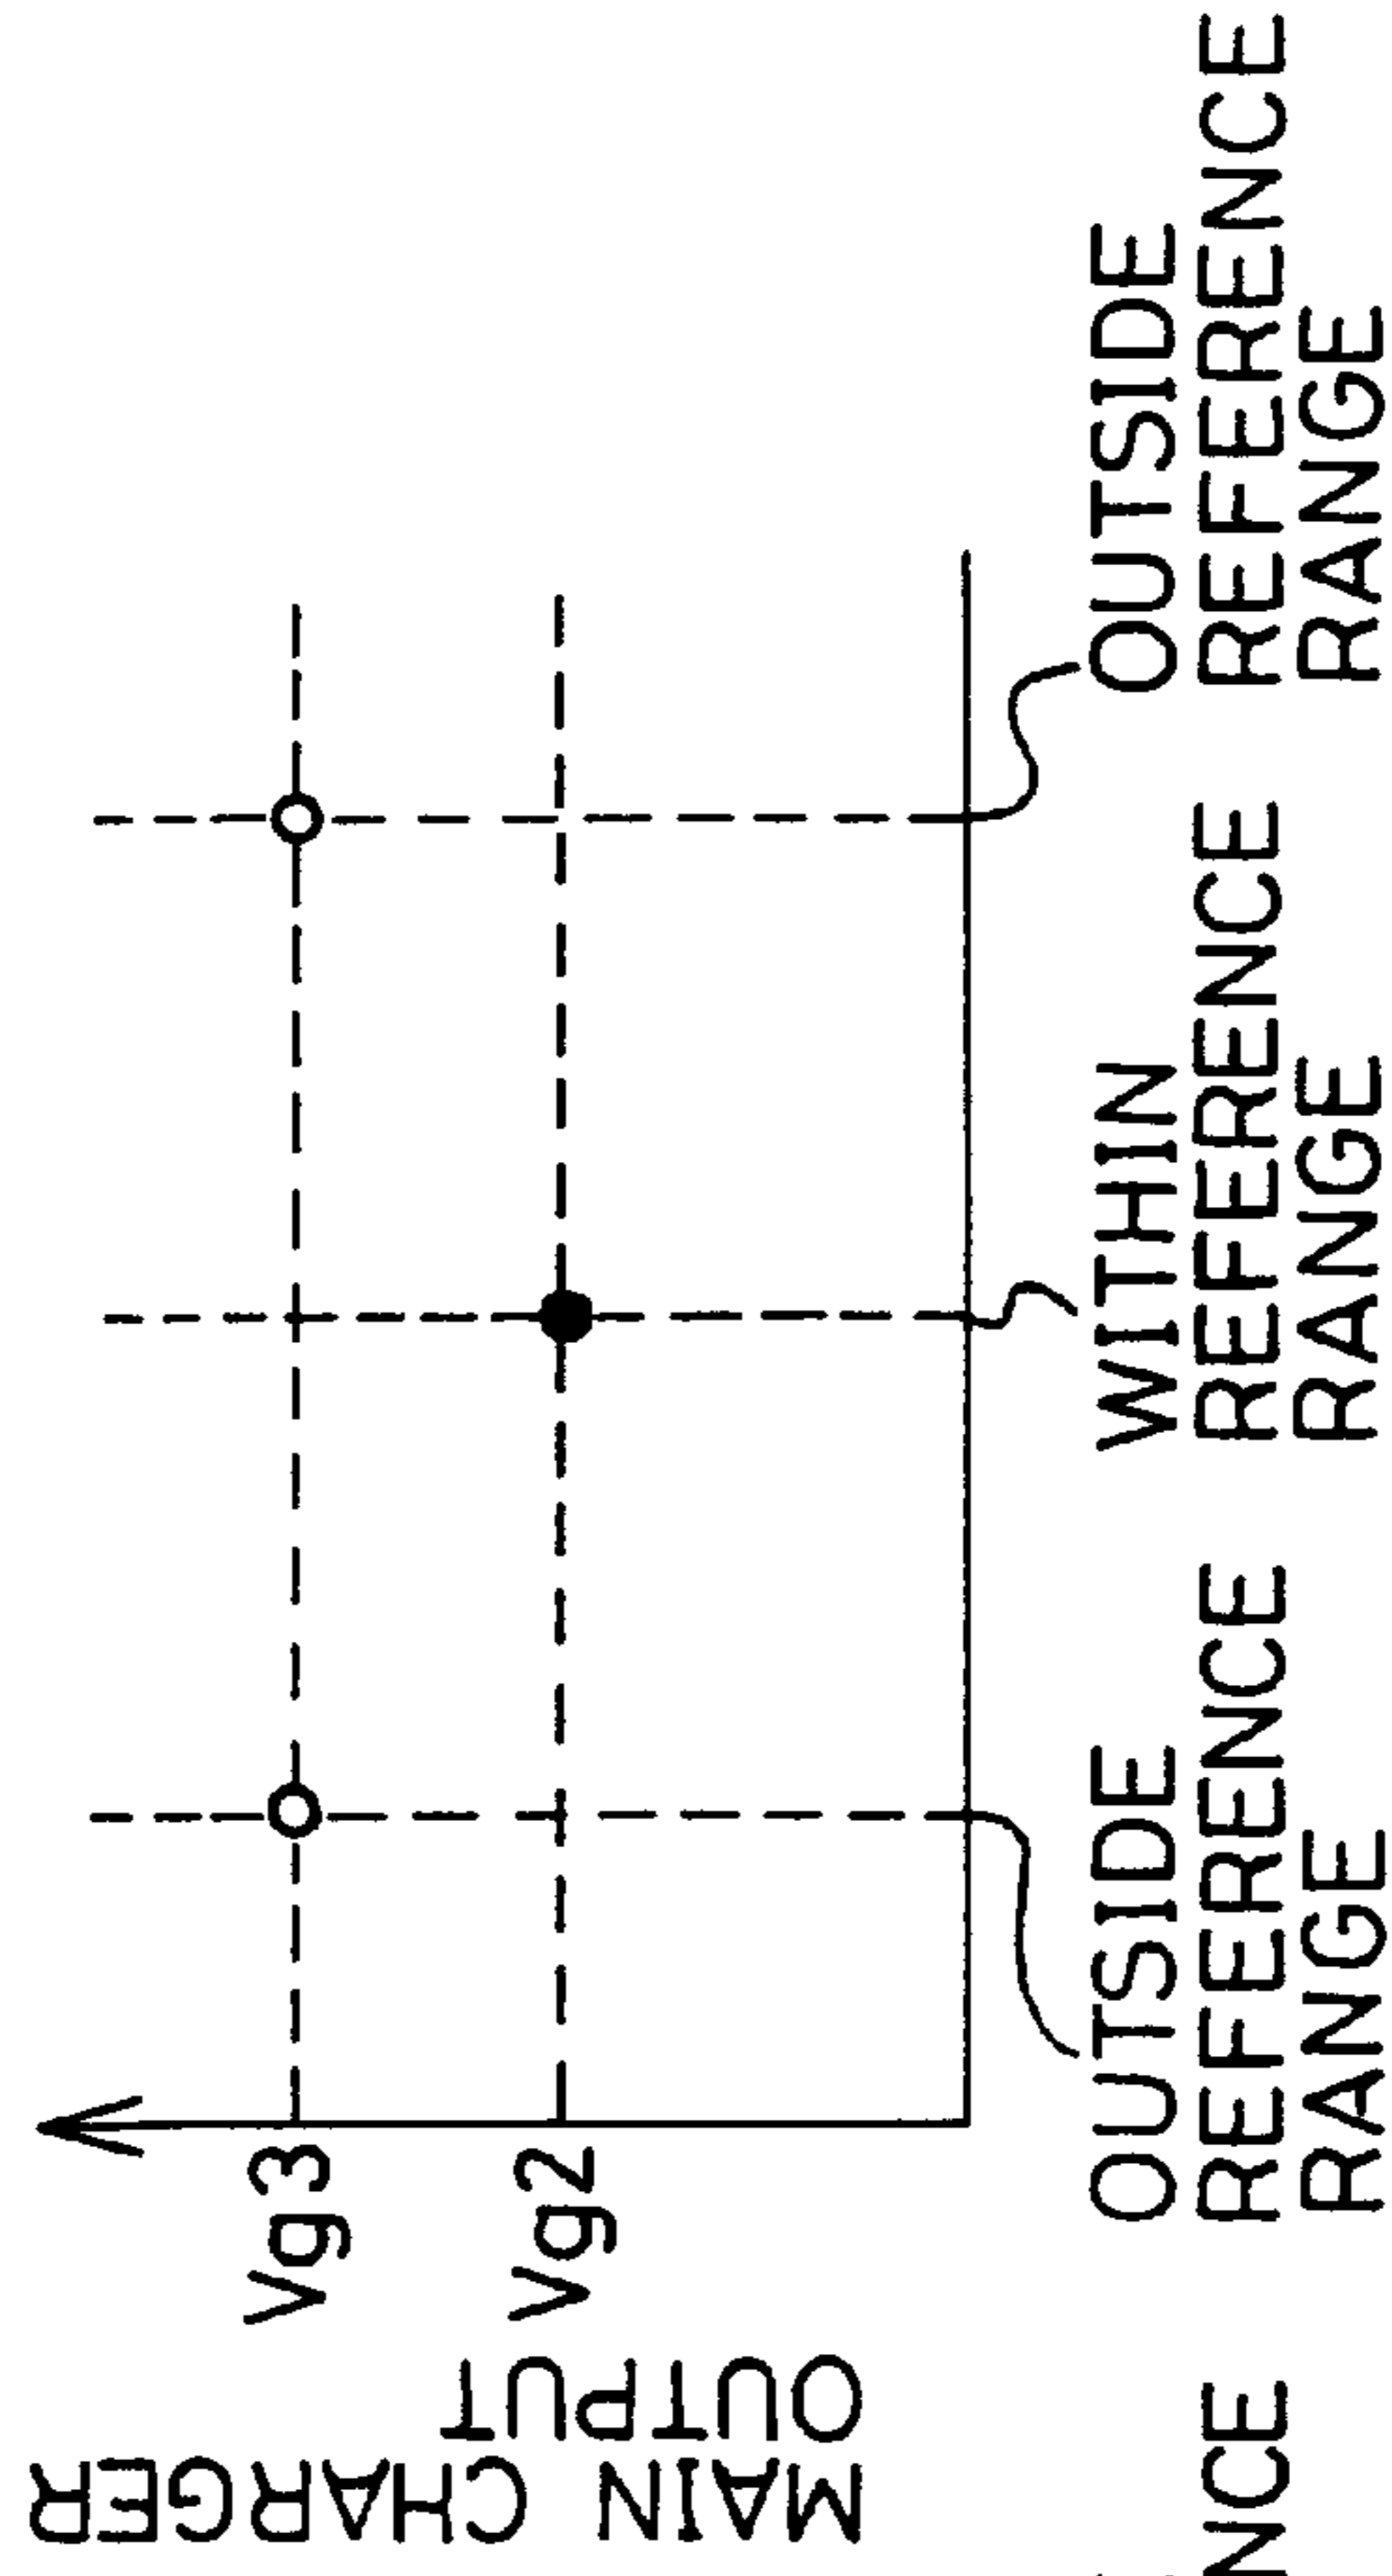 MAIN CHARGER
OUTPUT
Vg3
Vg2
OUTSIDE
REFERENCE
RANGE
WITHIN
REFERENCE
RANGE
OUTSIDE
REFERENCE
RANGE